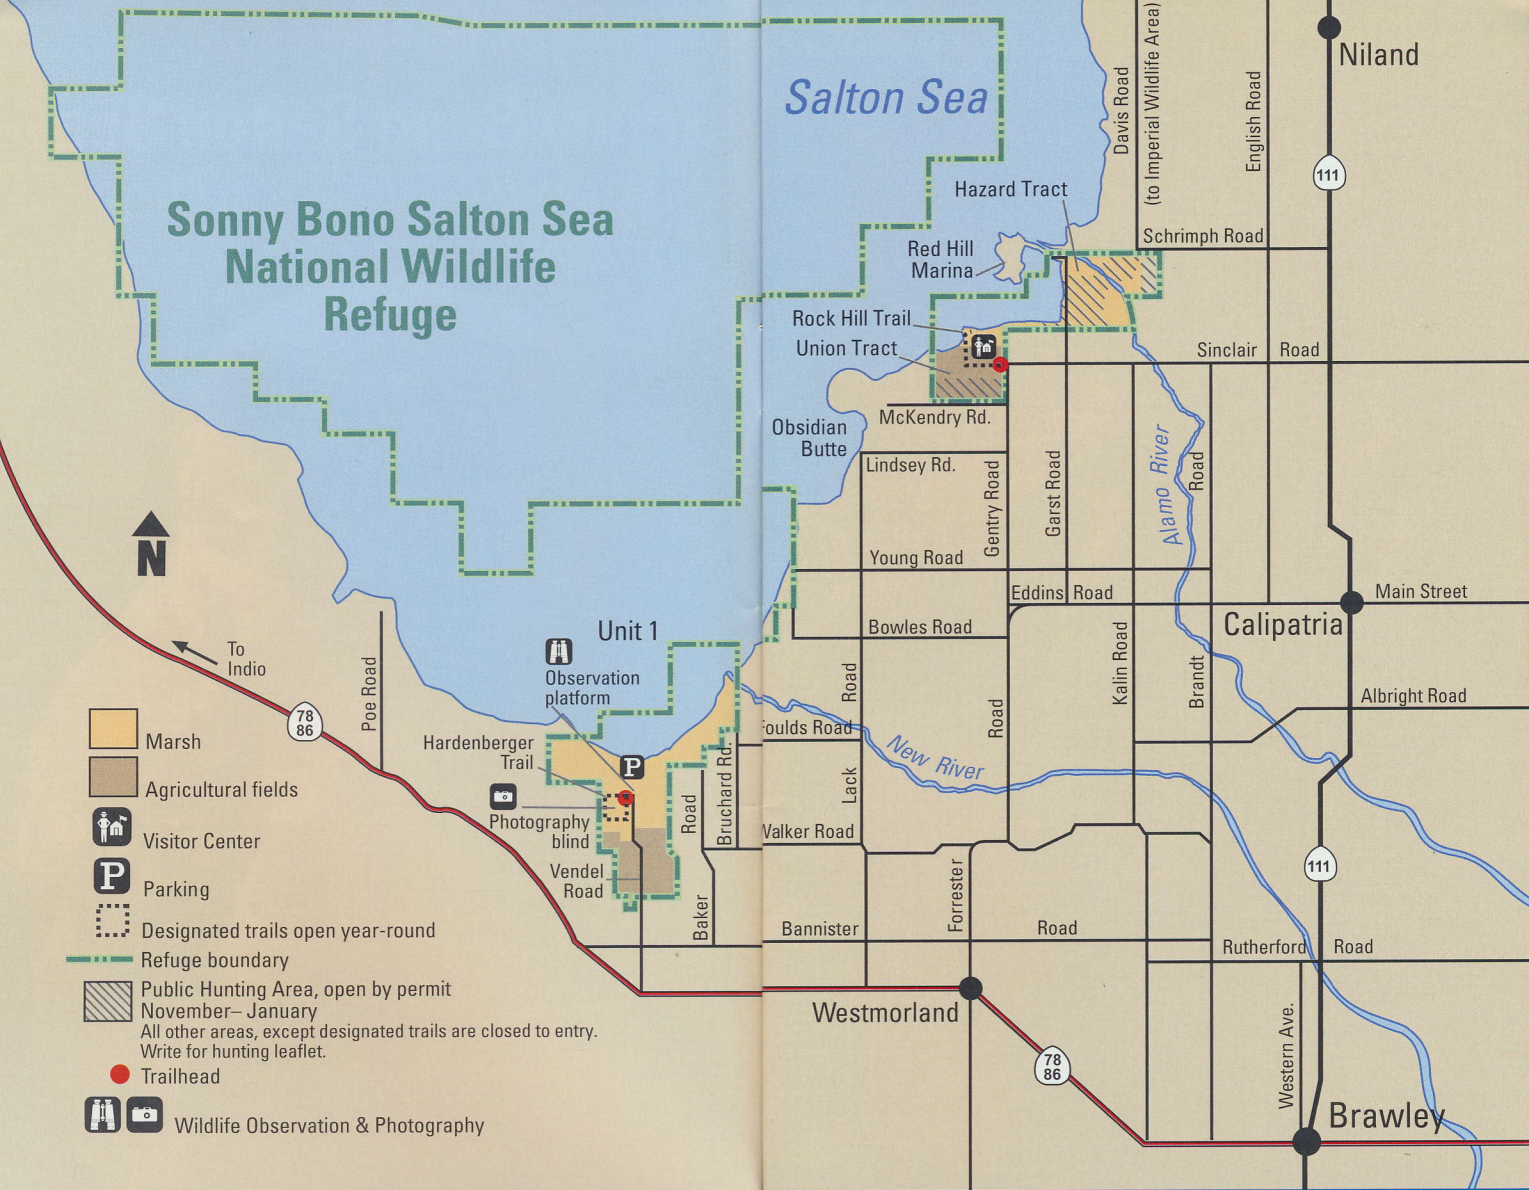 Niland
Salton Sea
Davis Road
(to Imperial Wildlife Area)
English Road
111
Hazard Tract
Sonny Bono Salton Sea
National Wildlife
Refuge
Schrimph Road
Red Hill
Marina
Rock Hill Trail
Union Tract
Sinclair Road
McKendry Rd.
Obsidian
Butte
Lindsey Rd.
Gentry Road
Garst Road
Alamo River
Road
N
Young Road
Eddins Road
Main Street
Calipatria
Bowles Road
Unit 1
To
Indio
Observation
platform
Poe Road
Road
Kalin Road
Brandt
Albright Road
78
86
Road
Foulds Road
New River
Hardenberger
Trail
P
Lack
Bruchard Rd.
Road
Photography
blind
Walker Road
Vendel
Road
111
Forrester
Baker
Bannister
Road
Rutherford Road
Marsh
Agricultural fields
Visitor Center
P
Parking
Designated trails open year-round
Refuge boundary
Public Hunting Area, open by permit
November– January
All other areas, except designated trails are closed to entry.
Write for hunting leaflet.
Trailhead
Wildlife Observation & Photography
Westmorland
78
86
Western Ave.
Brawley